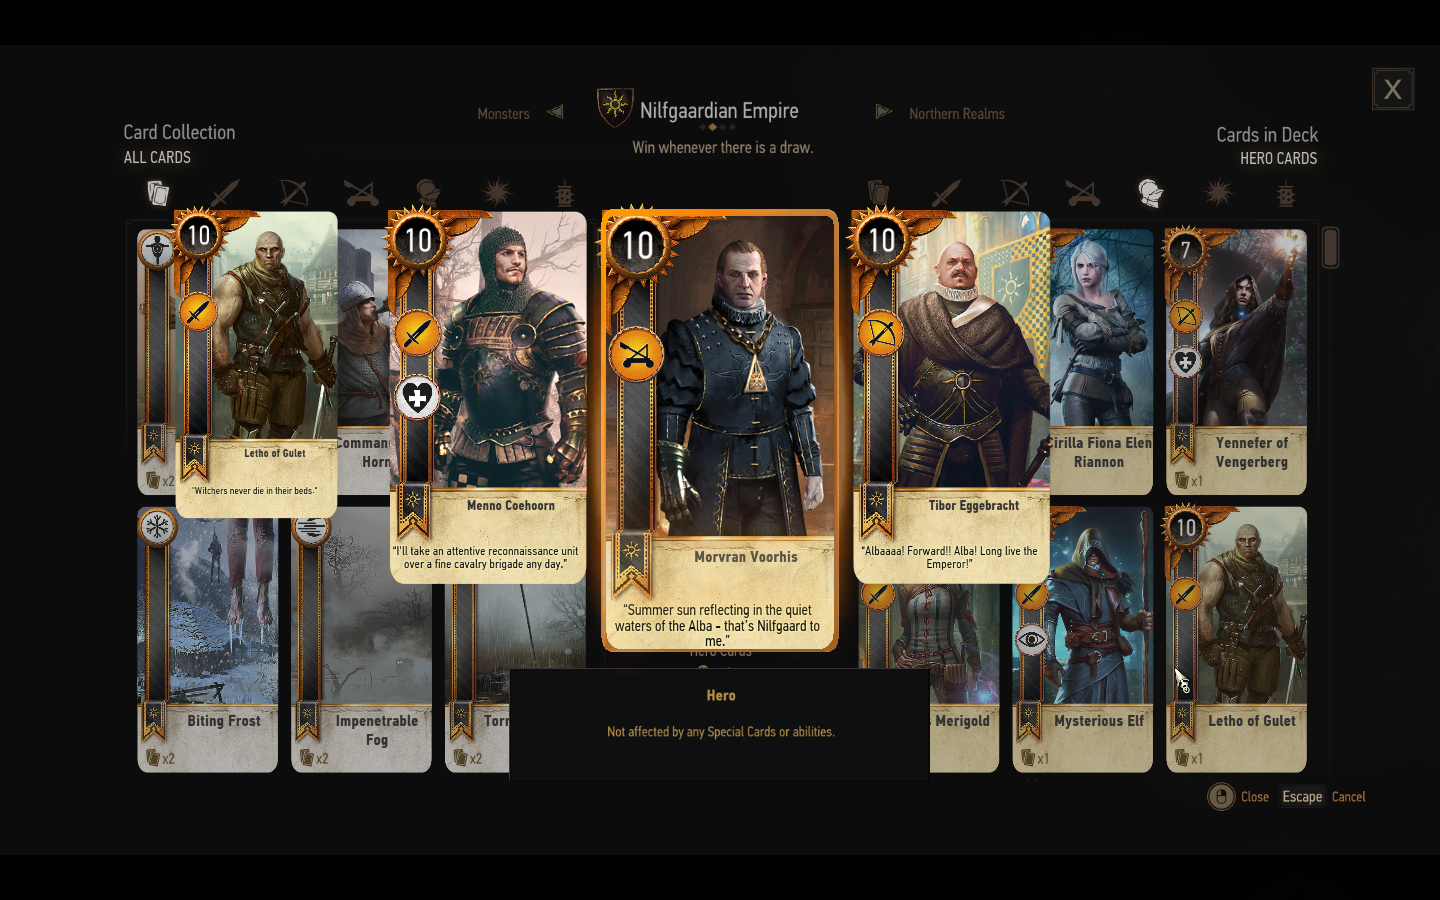 Monsters
Nilfgaardian Empire
Northern Realms
Win whenever there is a draw.
Card Collection
ALL CARDS
Cards in Deck
HERO CARDS
X
10
Letho of Gulet
"Witchers never die in their beds."
10
Menno Coehoorn
"I'll take an attentive reconnaissance unit
over a fine cavalry brigade any day."
10
Morvran Voorhis
"Summer sun reflecting in the quiet
waters of the Alba - that's Nilfgaard to
me."
10
Tibor Eggebracht
"Albaaaa! Forward!! Alba! Long live the
Emperor!"
Horn
x2
Cirilla Fiona Elen
Riannon
7
Yennefer of
Vengerberg
x1
Biting Frost
x2
Impenetrable
Fog
x2
x2
Hero Cards
Merigold
Mysterious Elf
x1
10
Letho of Gulet
x1
Hero
Not affected by any Special Cards or abilities.
Close Escape Cancel